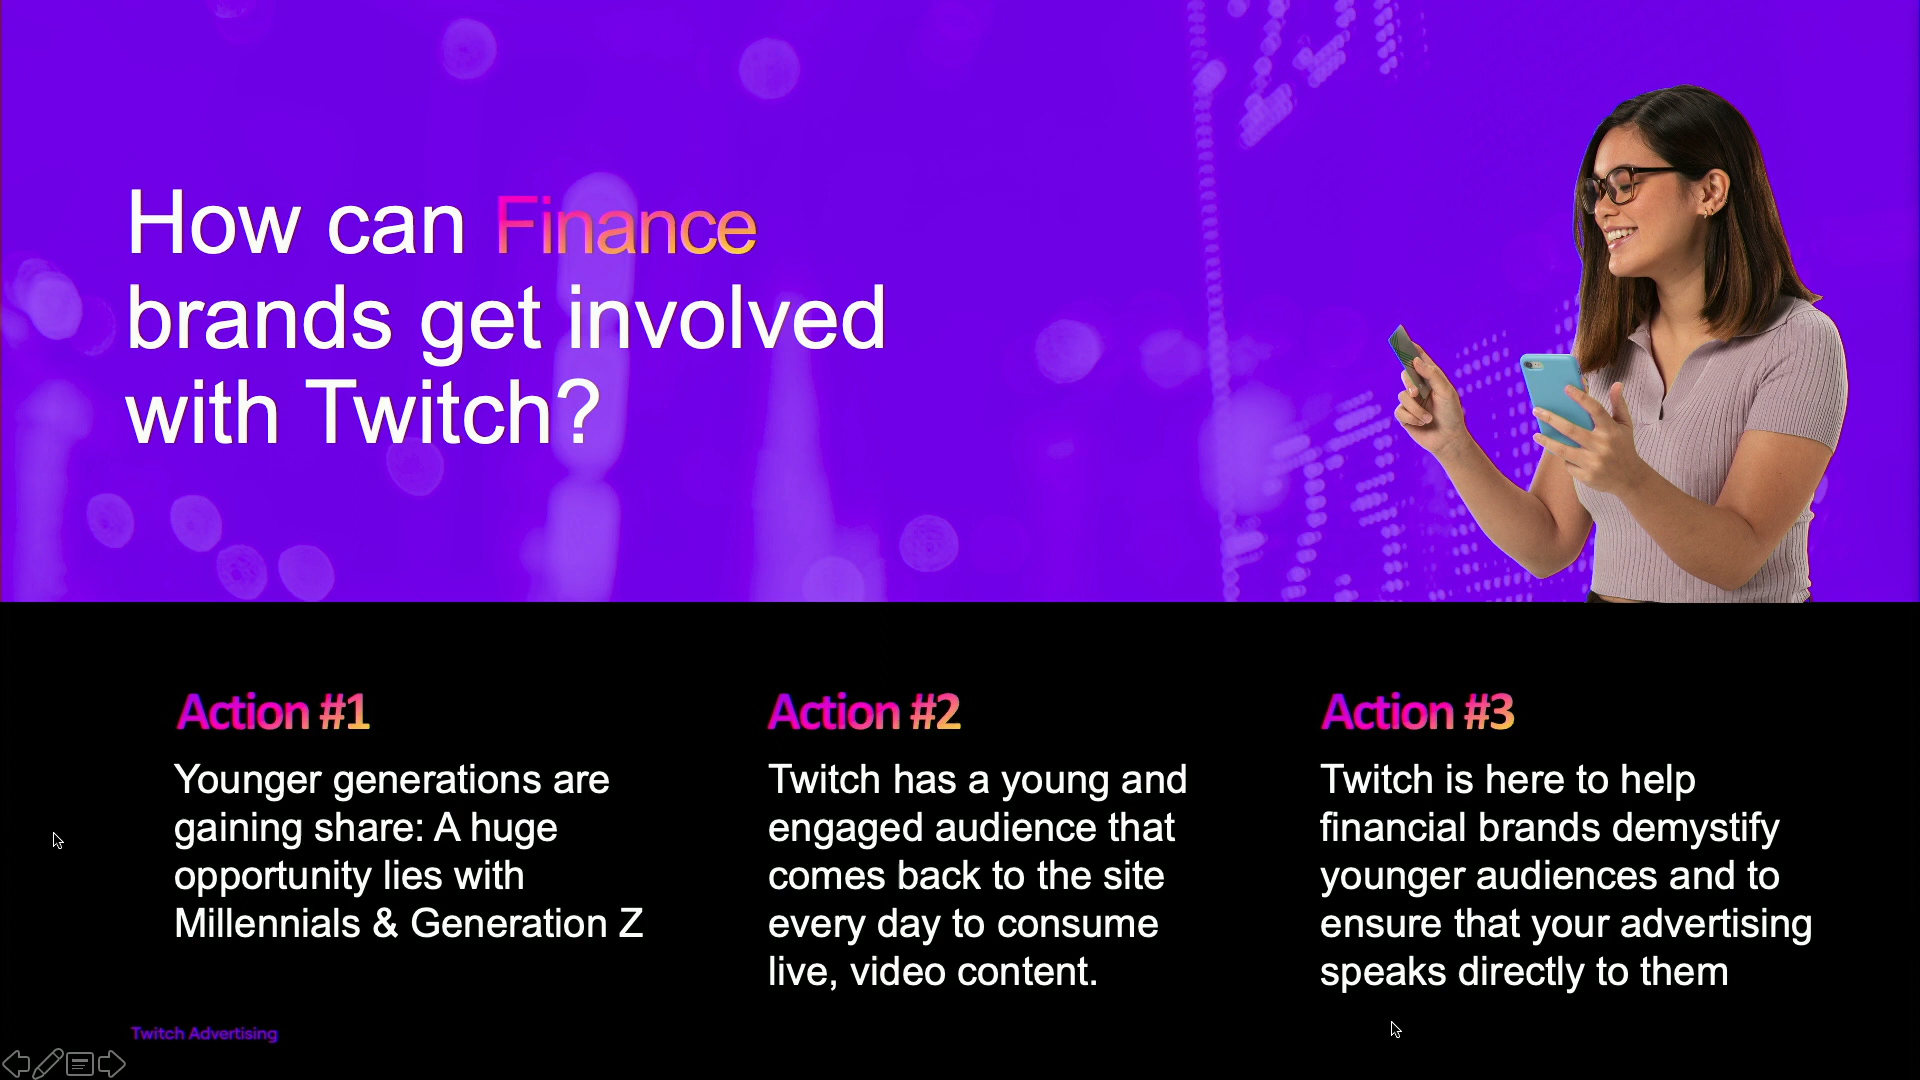 How can Finance
brands get involved
with Twitch?
Action #1
Younger generations are
gaining share: A huge
opportunity lies with
Millennials & Generation Z
Action #2
Twitch has a young and
engaged audience that
comes back to the site
every day to consume
live, video content.
Action #3
Twitch is here to help
financial brands demystify
younger audiences and to
ensure that your advertising
speaks directly to them
Twitch Advertising